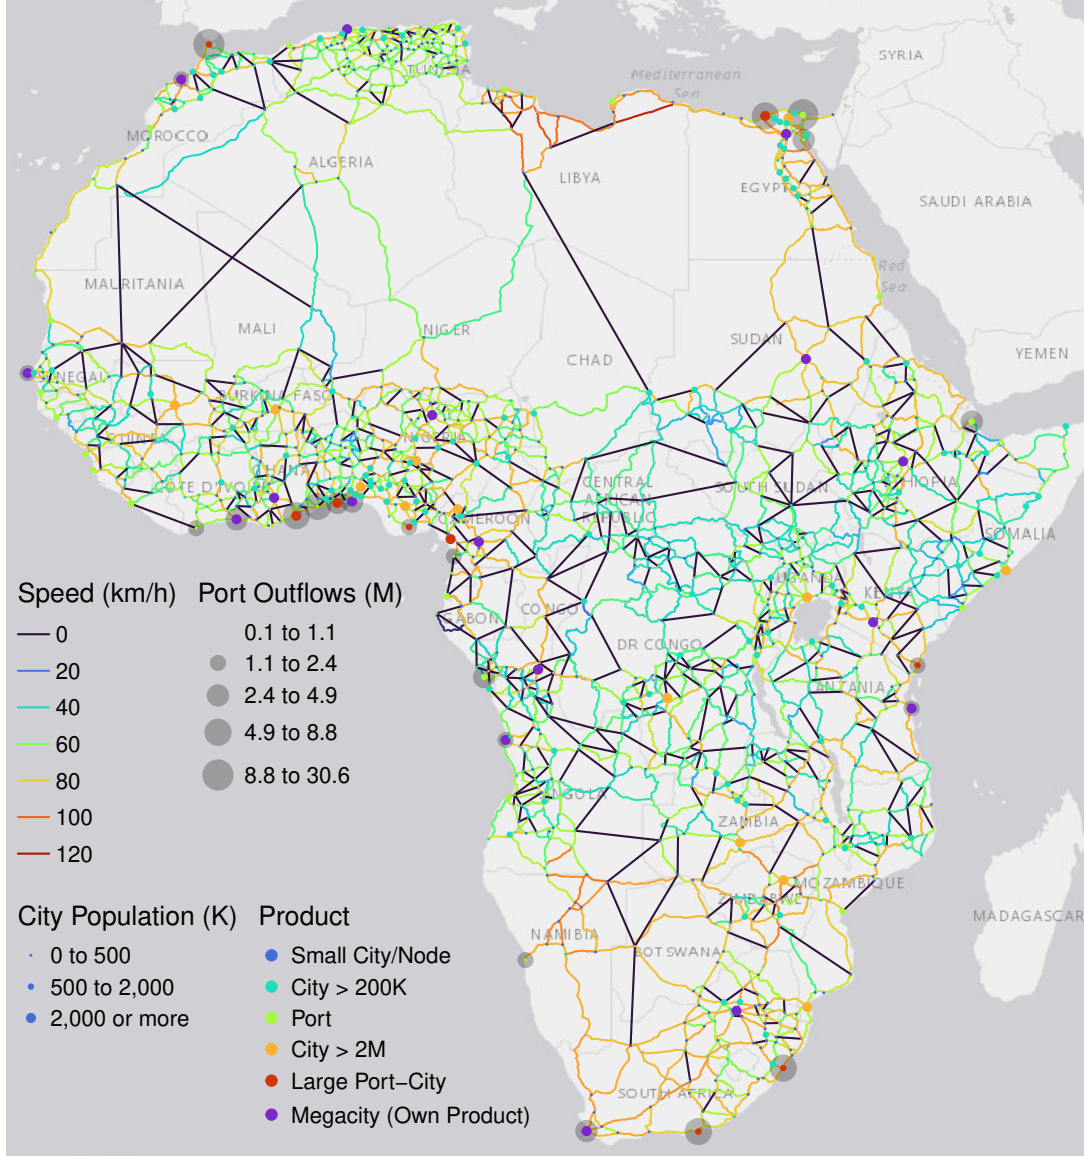 SYRIA
Mediterranean
Sea
TUNISIA
MOROCCO
ALGERIA
LIBYA
EGYPT
SAUDI ARABIA
Red
Sea
MAURITANIA
MALI
NIGER
CHAD
SUDAN
YEMEN
SENEGAL
BURKINA FASO
GUINEA
NIGERIA
GHANA
CÔTE D'IVOIRE
CENTRAL
AFRICAN
REPUBLIC
SOUTH SUDAN
ETHIOPIA
CAMEROON
SOMALIA
UGANDA
KENYA
GABON
CONGO
DR CONGO
TANZANIA
ANGOLA
ZAMBIA
MOZAMBIQUE
ZIMBABWE
MADAGASCAR
NAMIBIA
BOTSWANA
SOUTH AFRICA
Speed (km/h)
0
20
40
60
80
100
120
Port Outflows (M)
0.1 to 1.1
1.1 to 2.4
2.4 to 4.9
4.9 to 8.8
8.8 to 30.6
City Population (K)
0 to 500
500 to 2,000
2,000 or more
Product
Small City/Node
City > 200K
Port
City > 2M
Large Port−City
Megacity (Own Product)